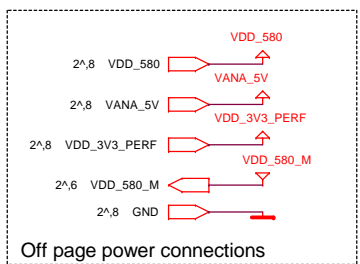 VDD_580
2^,8 VDD_580
VANA_5V
2^,8 VANA_5V
VDD_3V3_PERF
2^,8 VDD_3V3_PERF
VDD_580_M
2^,6 VDD_580_M
2^,8 GND
Off page power connections